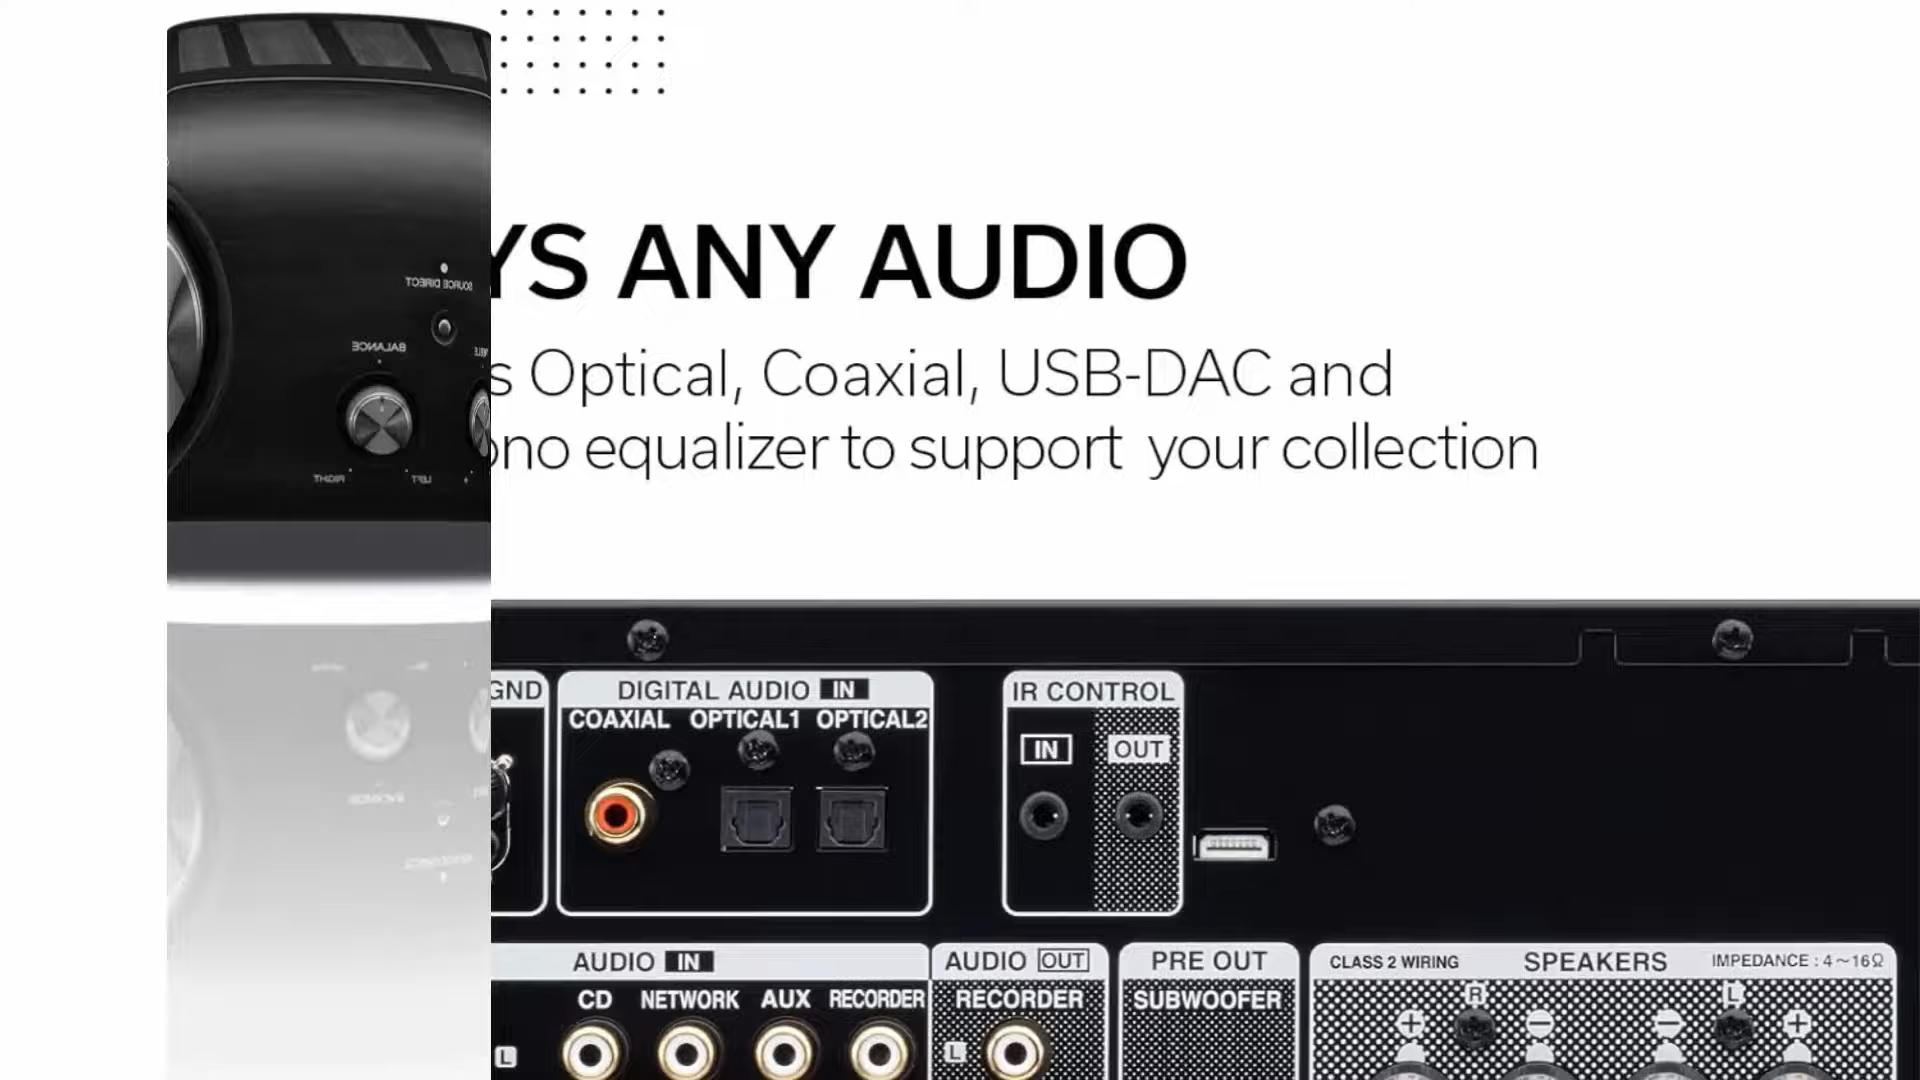 YS ANY AUDIO
s Optical, Coaxial, USB-DAC and
ono equalizer to support your collection
SOURCE DIRECT
BALANCE
RIGHT LEFT
GND
DIGITAL AUDIO IN
COAXIAL OPTICAL1 OPTICAL2
IR CONTROL
IN OUT
AUDIO IN
CD NETWORK AUX RECORDER
L
AUDIO OUT
RECORDER
L
PRE OUT
SUBWOOFER
CLASS 2 WIRING SPEAKERS IMPEDANCE : 4~16Ω
R L
+ − − +